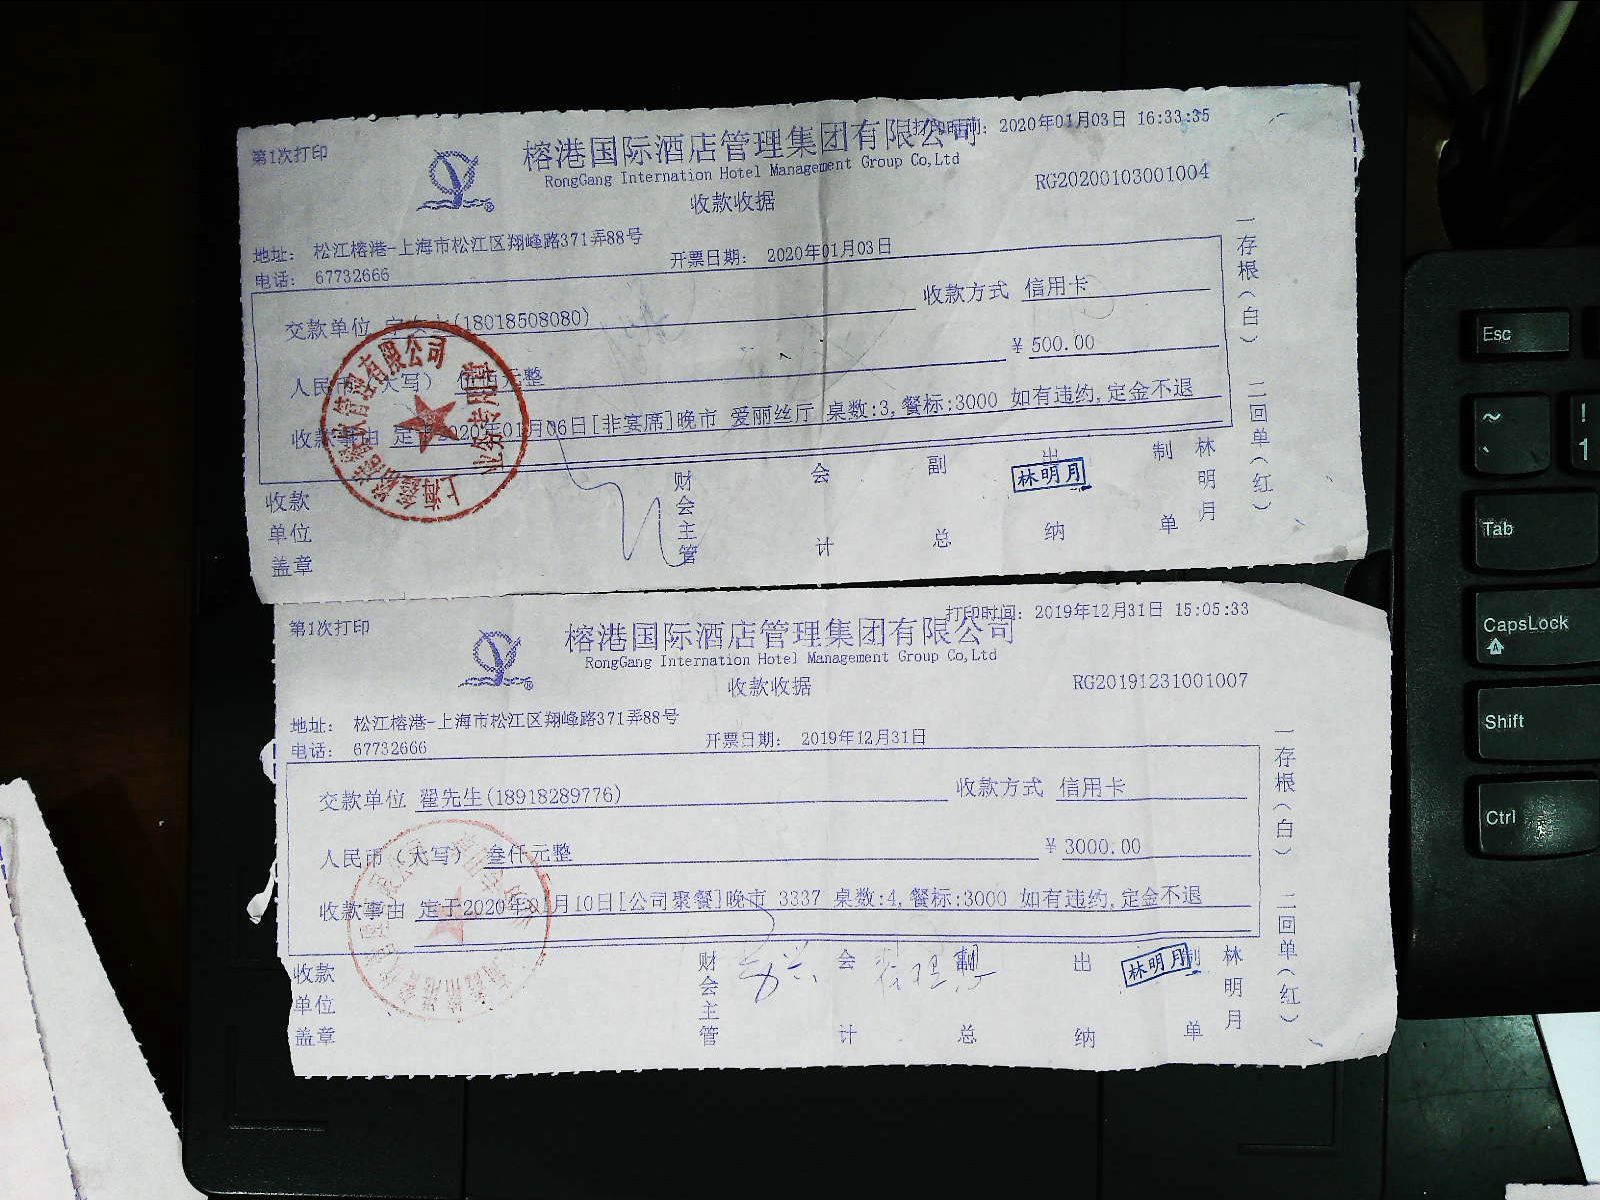 第1次打印
榕港国际酒店管理集团有限公司
打印时间: 2020年01月03日 16:33:35
RongGang Internation Hotel Management Group Co,Ltd
收款收据
RG20200103001004
地址: 松江榕港-上海市松江区翔峰路371弄88号
电话: 67732666
开票日期: 2020年01月03日
交款单位 (18018508080)
收款方式 信用卡
人民币（大写） 伍佰元整
¥ 500.00
收款事由 定于2020年01月06日[非宴席]晚市 爱丽丝厅 桌数:3,餐标:3000 如有违约,定金不退
收款单位盖章
财会主管
会计
副总
出纳
林明月
制单
林明月
一存根(白) 二回单(红)
业务专用章
第1次打印
榕港国际酒店管理集团有限公司
打印时间: 2019年12月31日 15:05:33
RongGang Internation Hotel Management Group Co,Ltd
收款收据
RG20191231001007
地址: 松江榕港-上海市松江区翔峰路371弄88号
电话: 67732666
开票日期: 2019年12月31日
交款单位 翟先生(18918289776)
收款方式 信用卡
人民币（大写） 叁仟元整
¥ 3000.00
收款事由 定于2020年01月10日[公司聚餐]晚市 3337 桌数:4,餐标:3000 如有违约,定金不退
收款单位盖章
财会主管
会计
副总
出纳
林明月
制单
林明月
一存根(白) 二回单(红)
Esc
~
`
!
1
Tab
CapsLock
A
Shift
Ctrl